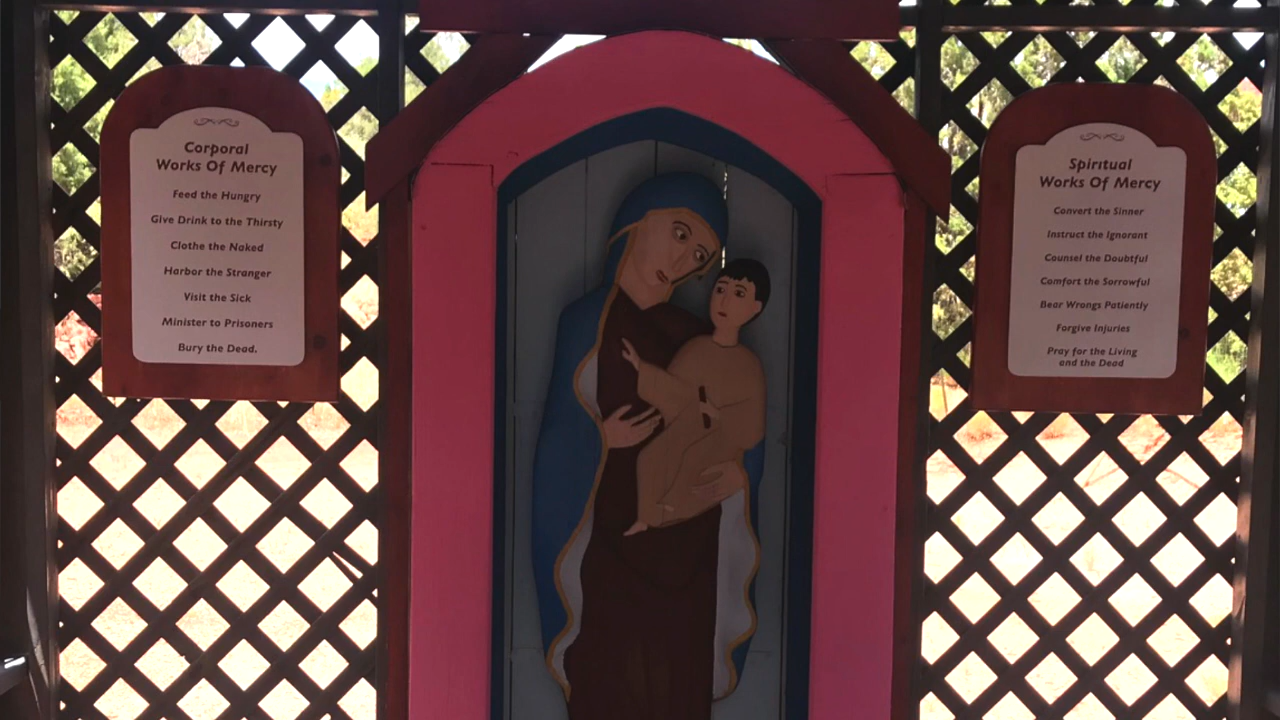 Corporal
Works Of Mercy
Feed the Hungry
Give Drink to the Thirsty
Clothe the Naked
Harbor the Stranger
Visit the Sick
Minister to Prisoners
Bury the Dead.
Spiritual
Works Of Mercy
Convert the Sinner
Instruct the Ignorant
Counsel the Doubtful
Comfort the Sorrowful
Bear Wrongs Patiently
Forgive Injuries
Pray for the Living
and the Dead